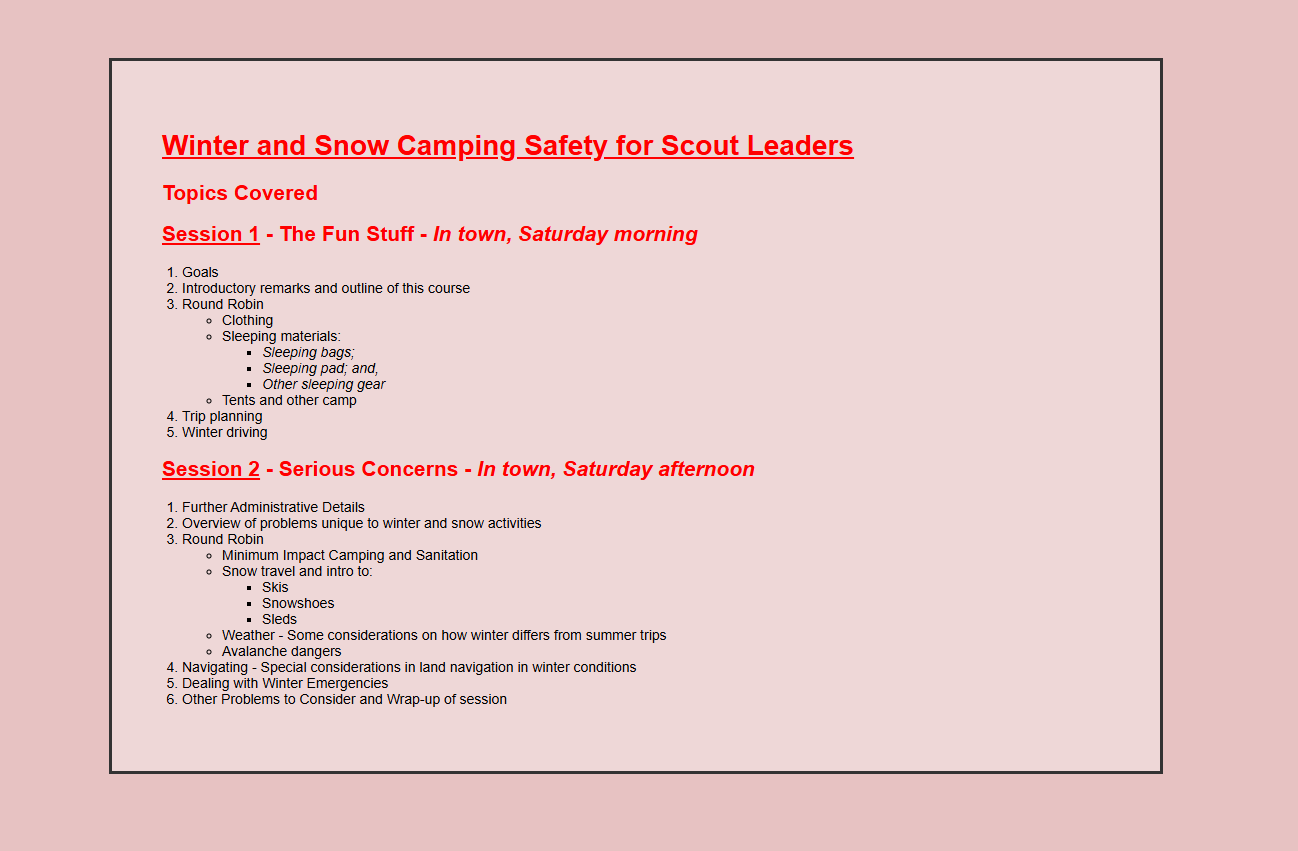 Winter and Snow Camping Safety for Scout Leaders
Topics Covered
Session 1 - The Fun Stuff - In town, Saturday morning
1. Goals
2. Introductory remarks and outline of this course
3. Round Robin
◦ Clothing
◦ Sleeping materials:
▪ Sleeping bags;
▪ Sleeping pad; and,
▪ Other sleeping gear
◦ Tents and other camp
4. Trip planning
5. Winter driving
Session 2 - Serious Concerns - In town, Saturday afternoon
1. Further Administrative Details
2. Overview of problems unique to winter and snow activities
3. Round Robin
◦ Minimum Impact Camping and Sanitation
◦ Snow travel and intro to:
▪ Skis
▪ Snowshoes
▪ Sleds
◦ Weather - Some considerations on how winter differs from summer trips
◦ Avalanche dangers
4. Navigating - Special considerations in land navigation in winter conditions
5. Dealing with Winter Emergencies
6. Other Problems to Consider and Wrap-up of session